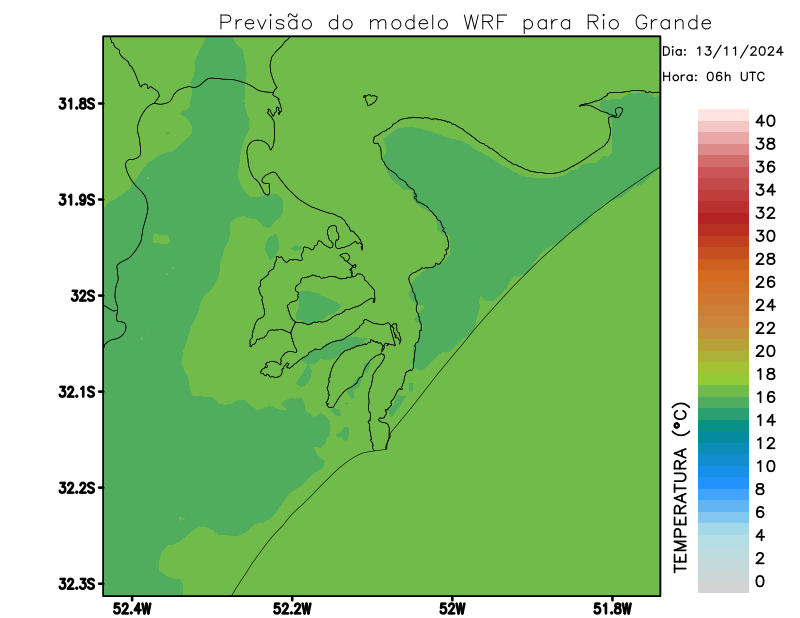 Previsão do modelo WRF para Rio Grande
Dia: 13/11/2024
Hora: 06h UTC
31.8S
31.9S
32S
32.1S
32.2S
32.3S
52.4W
52.2W
52W
51.8W
40
38
36
34
32
30
28
26
24
22
20
18
16
14
12
10
8
6
4
2
0
TEMPERATURA (°C)